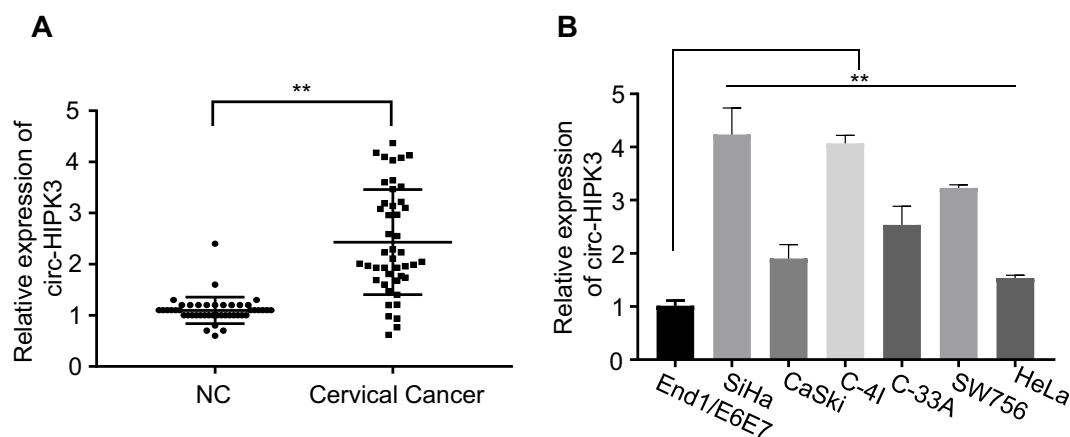 A
Relative expression of
circ-HIPK3
5
4
3
2
1
0
**
NC
Cervical Cancer
B
Relative expression
of circ-HIPK3
5
4
3
2
1
0
**
End1/E6E7
SiHa
CaSki
C-4I
C-33A
SW756
HeLa